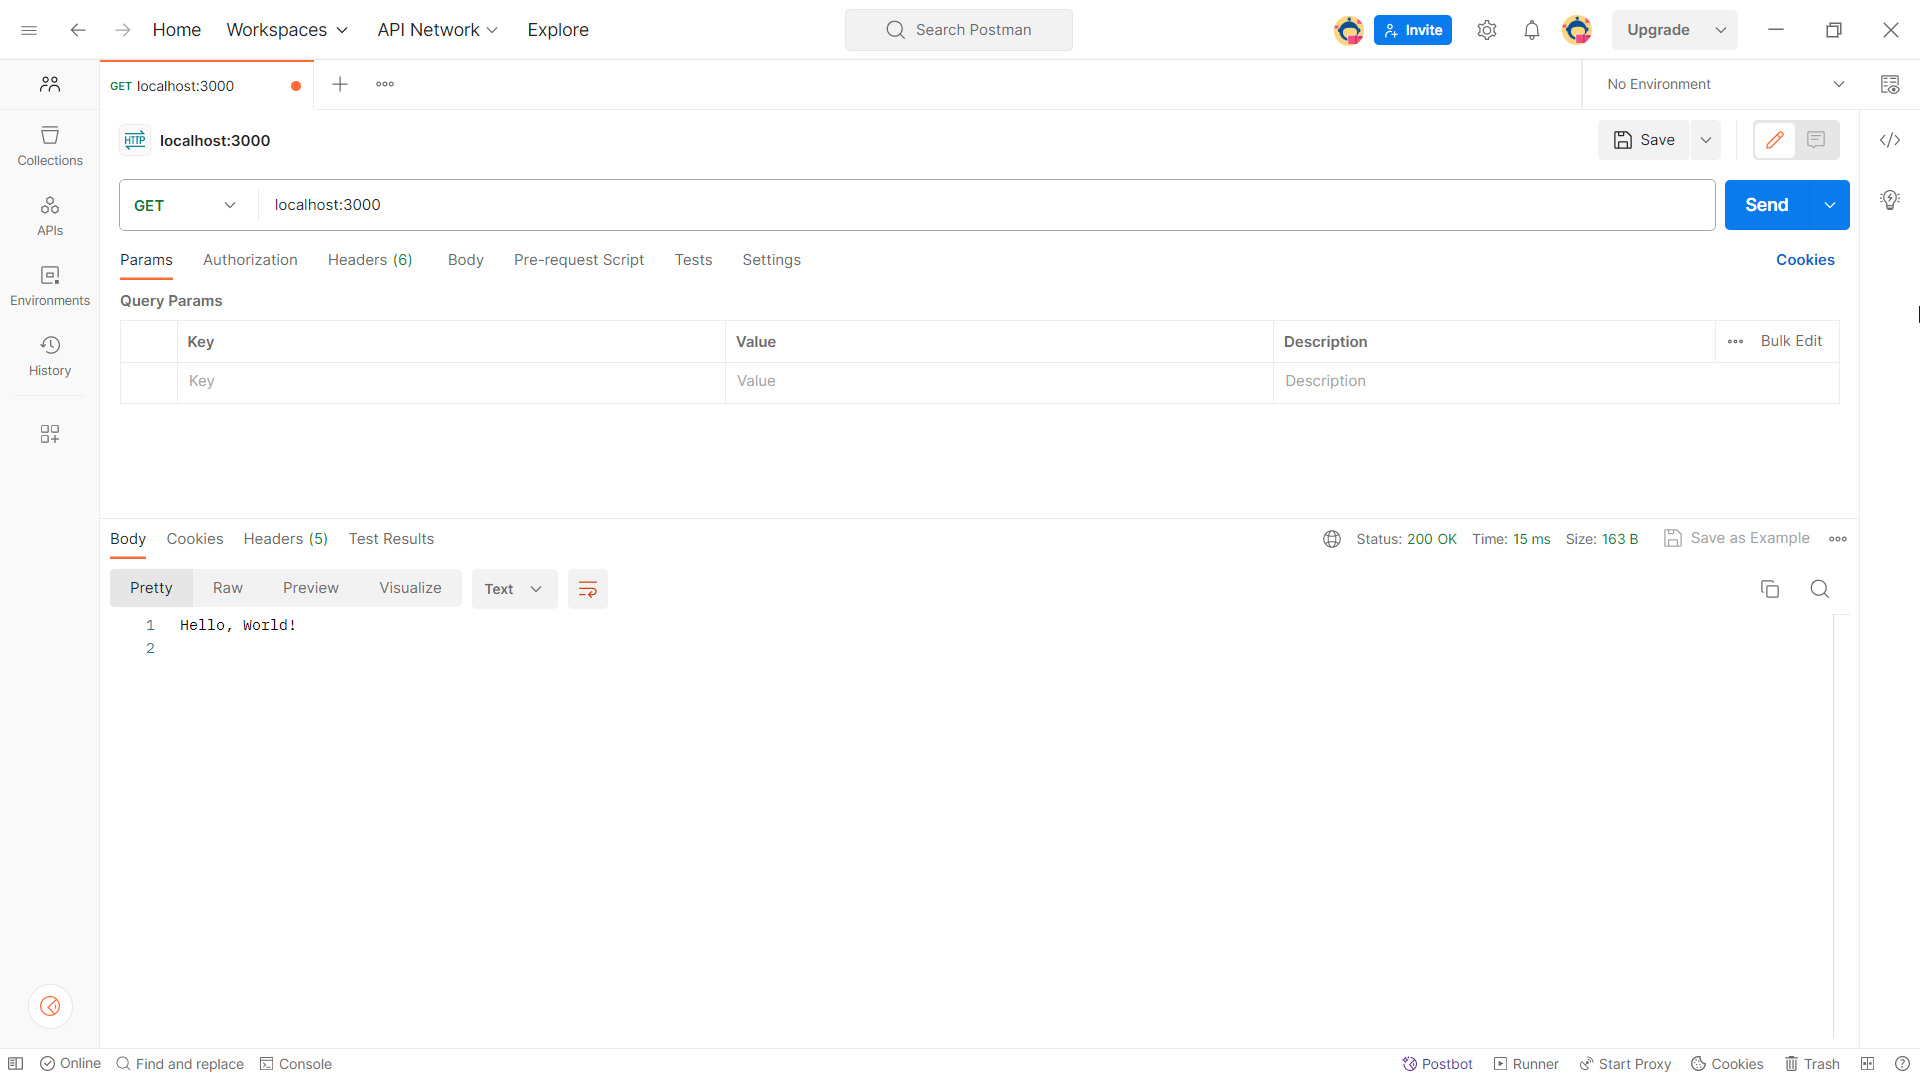 Home Workspaces API Network Explore Search Postman Invite Upgrade
GET localhost:3000 No Environment
HTTP localhost:3000 Save
Collections
GET localhost:3000 Send
APIs
Params Authorization Headers (6) Body Pre-request Script Tests Settings Cookies
Environments
Query Params
Key Value Description Bulk Edit
History
Key Value Description
Body Cookies Headers (5) Test Results Status: 200 OK Time: 15 ms Size: 163 B Save as Example
Pretty Raw Preview Visualize Text
1 Hello, World!
2
Online Find and replace Console Postbot Runner Start Proxy Cookies Trash